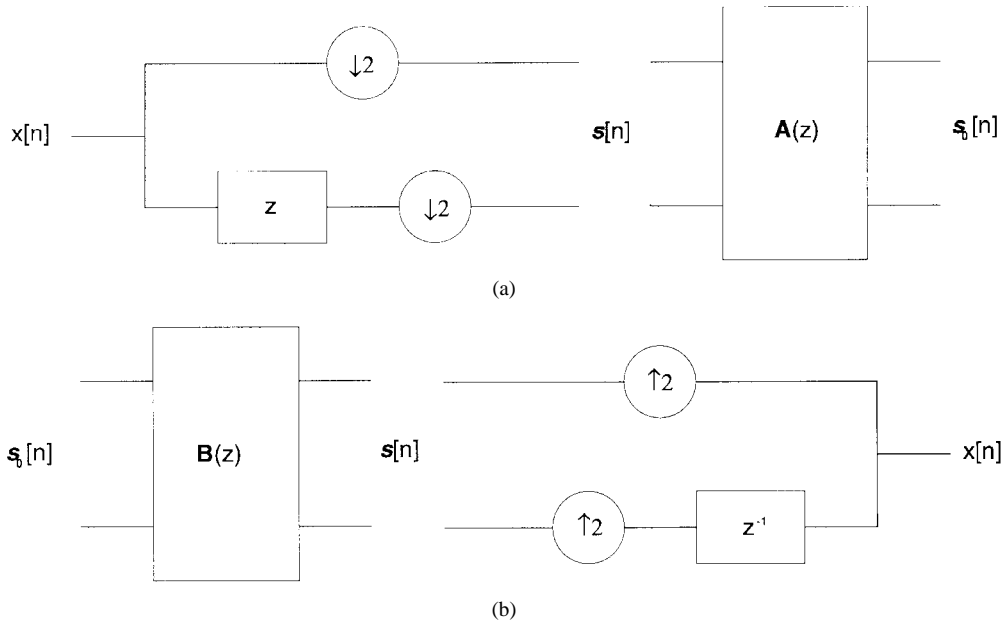 ↓2
x[n]
s[n]
A(z)
s₀[n]
z
↓2
(a)
↑2
s₀[n]
B(z)
s[n]
x[n]
↑2
z⁻¹
(b)